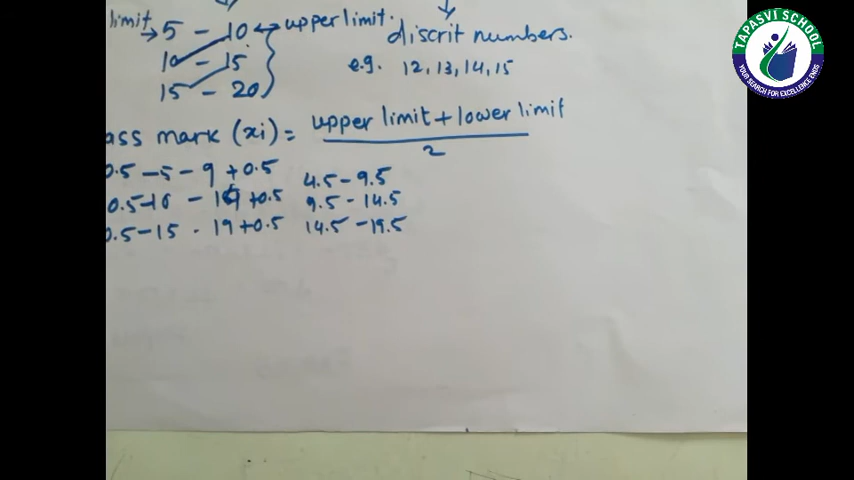 limit → 5 - 10 ↔ upper limit.
10 - 15
15 - 20
discrit numbers.
e.g. 12, 13, 14, 15
ass mark (xi) = upper limit + lower limit / 2
0.5 - 5 - 9 + 0.5 4.5 - 9.5
0.5 - 10 - 14 + 0.5 9.5 - 14.5
0.5 - 15 - 19 + 0.5 14.5 - 19.5
TAPASVI SCHOOL
YOUR SEARCH FOR EXCELLENCE ENDS